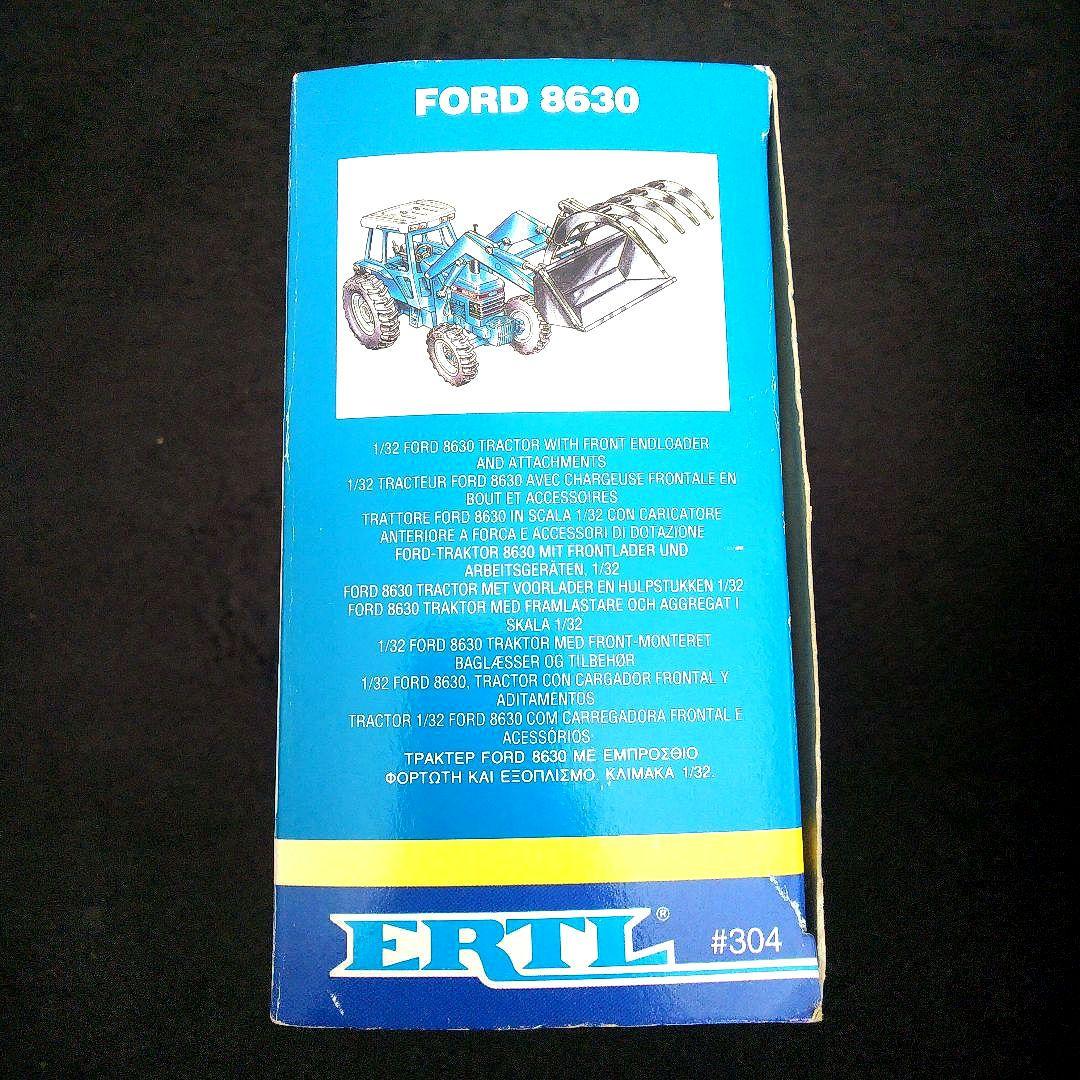 FORD 8630
1/32 FORD 8630 TRACTOR WITH FRONT ENDLOADER
AND ATTACHMENTS
1/32 TRACTEUR FORD 8630 AVEC CHARGEUSE FRONTALE EN
BOUT ET ACCESSOIRES
TRATTORE FORD 8630 IN SCALA 1/32 CON CARICATORE
ANTERIORE A FORCA E ACCESSORI DI DOTAZIONE
FORD-TRAKTOR 8630 MIT FRONTLADER UND
ARBEITSGERÄTEN, 1/32
FORD 8630 TRACTOR MET VOORLADER EN HULPSTUKKEN 1/32
FORD 8630 TRAKTOR MED FRAMLASTARE OCH AGGREGAT I
SKALA 1/32
1/32 FORD 8630 TRAKTOR MED FRONT-MONTERET
BAGLÆSSER OG TILBEHØR
1/32 FORD 8630, TRACTOR CON CARGADOR FRONTAL Y
ADITAMENTOS
TRACTOR 1/32 FORD 8630 COM CARREGADORA FRONTAL E
ACESSÓRIOS
ΤΡΑΚΤΕΡ FORD 8630 ΜΕ ΕΜΠΡΟΣΘΙΟ
ΦΟΡΤΩΤΗ ΚΑΙ ΕΞΟΠΛΙΣΜΟ, ΚΛΙΜΑΚΑ 1/32.
ERTL® #304